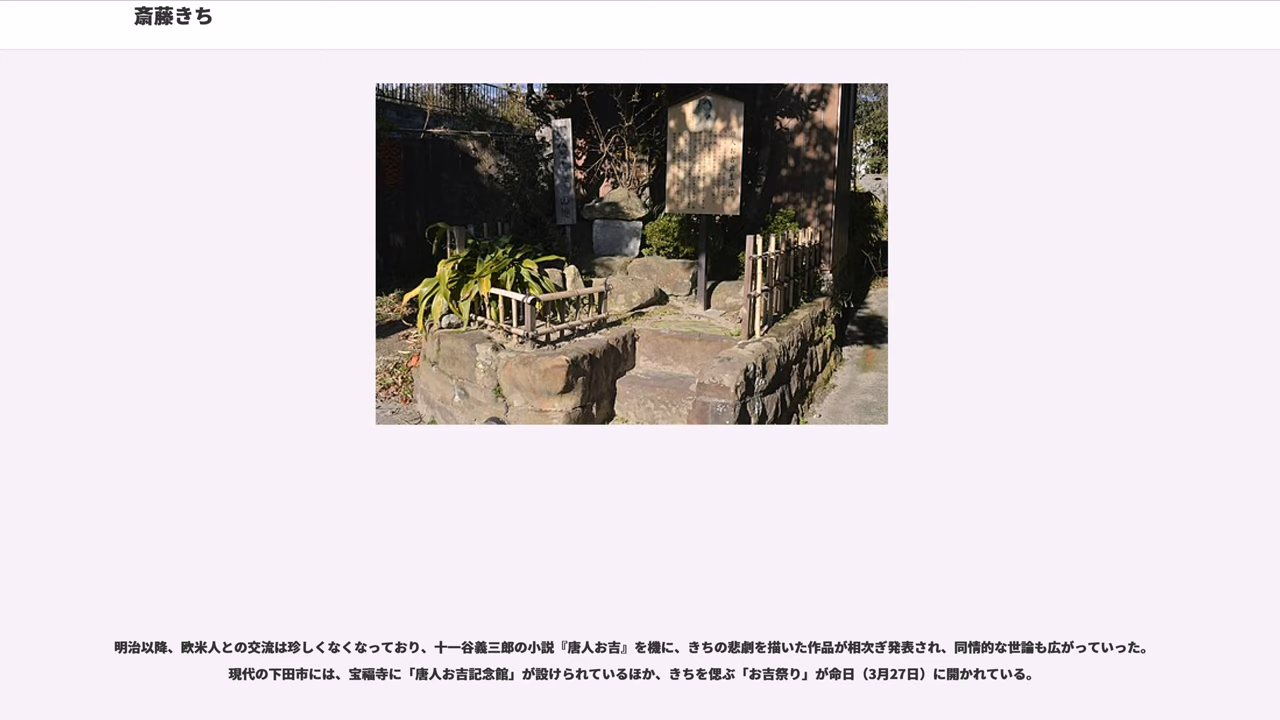 斎藤きち
明治以降、欧米人との交流は珍しくなくなっており、十一谷義三郎の小説『唐人お吉』を機に、きちの悲劇を描いた作品が相次ぎ発表され、同情的な世論も広がっていった。
現代の下田市には、宝福寺に「唐人お吉記念館」が設けられているほか、きちを偲ぶ「お吉祭り」が命日（3月27日）に開かれている。